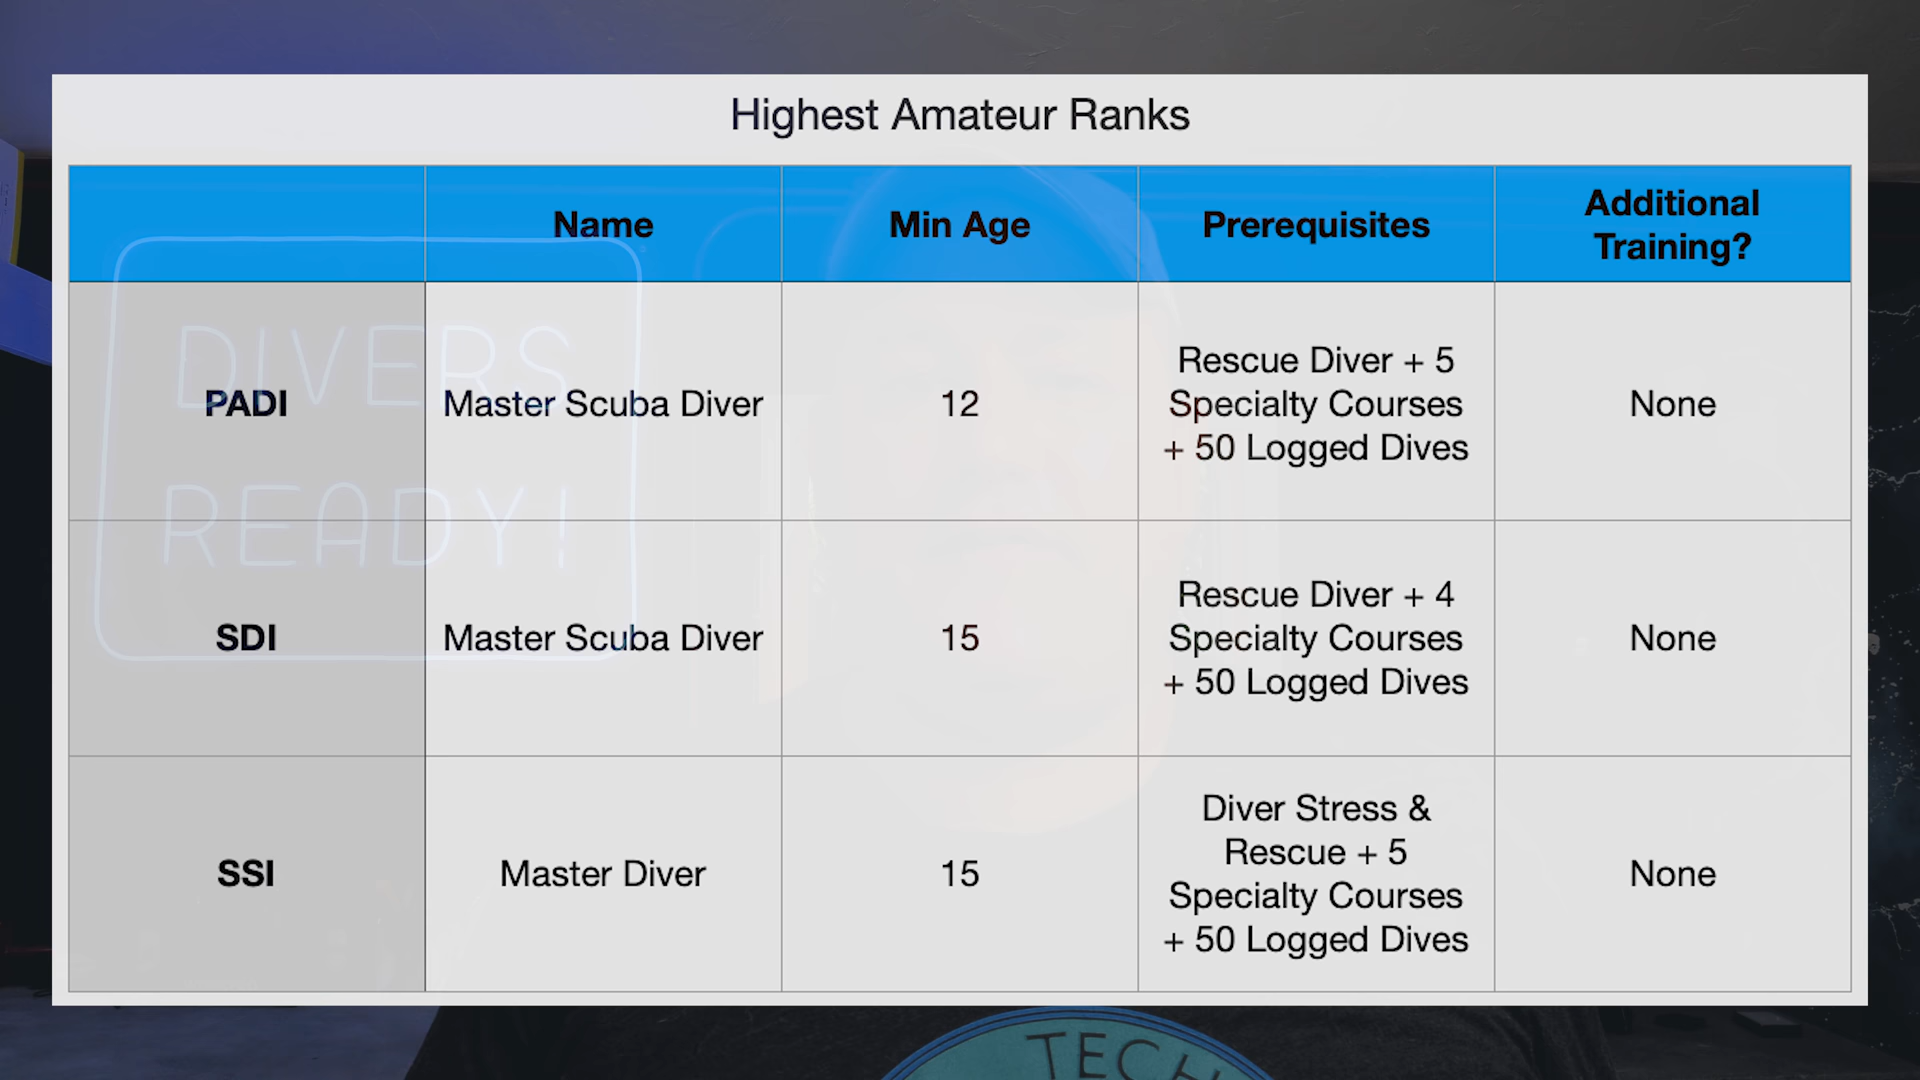 Highest Amateur Ranks
Name
Min Age
Prerequisites
Additional
Training?
PADI
Master Scuba Diver
12
Rescue Diver + 5
Specialty Courses
+ 50 Logged Dives
None
SDI
Master Scuba Diver
15
Rescue Diver + 4
Specialty Courses
+ 50 Logged Dives
None
SSI
Master Diver
15
Diver Stress &
Rescue + 5
Specialty Courses
+ 50 Logged Dives
None
DIVERS
READY!
TECH